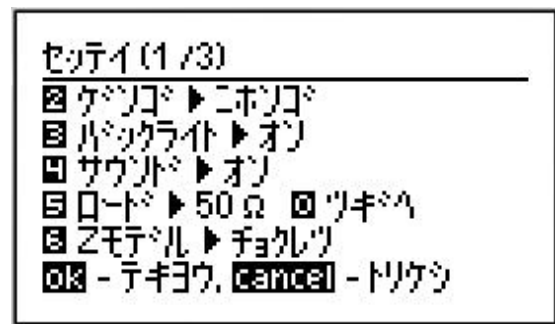 セッテイ (1 /3)
2 ゲンゴ ▶ ニホンゴ
3 バックライト ▶ オン
4 サウンド ▶ オン
5 ロード ▶ 50 Ω 0 ツギヘ
6 Zモデル ▶ チョクレツ
ok - テキヨウ, cancel - トリケシ